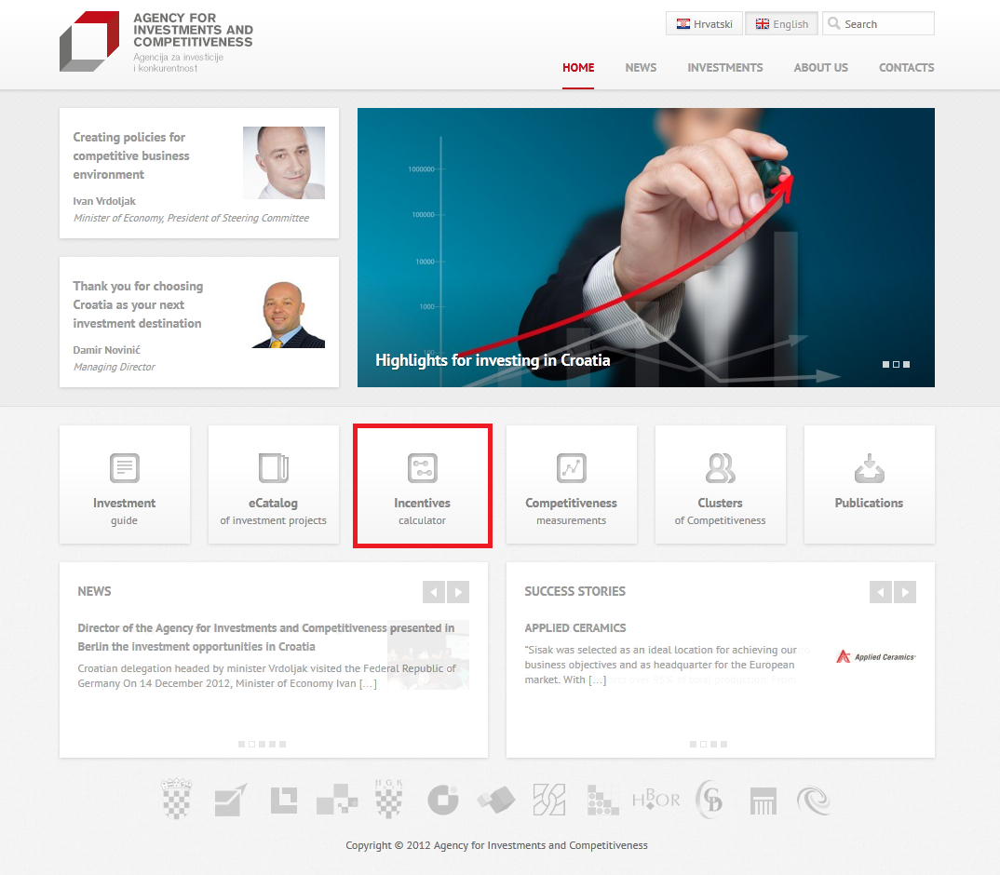 AGENCY FOR
INVESTMENTS AND
COMPETITIVENESS
Agencija za investicije
i konkurentnost
Hrvatski
English
Search
HOME
NEWS
INVESTMENTS
ABOUT US
CONTACTS
Creating policies for
competitive business
environment
Ivan Vrdoljak
Minister of Economy, President of Steering Committee
Thank you for choosing
Croatia as your next
investment destination
Damir Novinić
Managing Director
1000000
100000
10000
1000
100
Highlights for investing in Croatia
Investment
guide
eCatalog
of investment projects
Incentives
calculator
Competitiveness
measurements
Clusters
of Competitiveness
Publications
NEWS
Director of the Agency for Investments and Competitiveness presented in
Berlin the investment opportunities in Croatia
Croatian delegation headed by minister Vrdoljak visited the Federal Republic of
Germany On 14 December 2012, Minister of Economy Ivan [...]
SUCCESS STORIES
APPLIED CERAMICS
“Sisak was selected as an ideal location for achieving our
business objectives and as headquarter for the European
market. With [...]
over 95% of total production. From
Applied Ceramics
HGK
HBOR
Copyright © 2012 Agency for Investments and Competitiveness